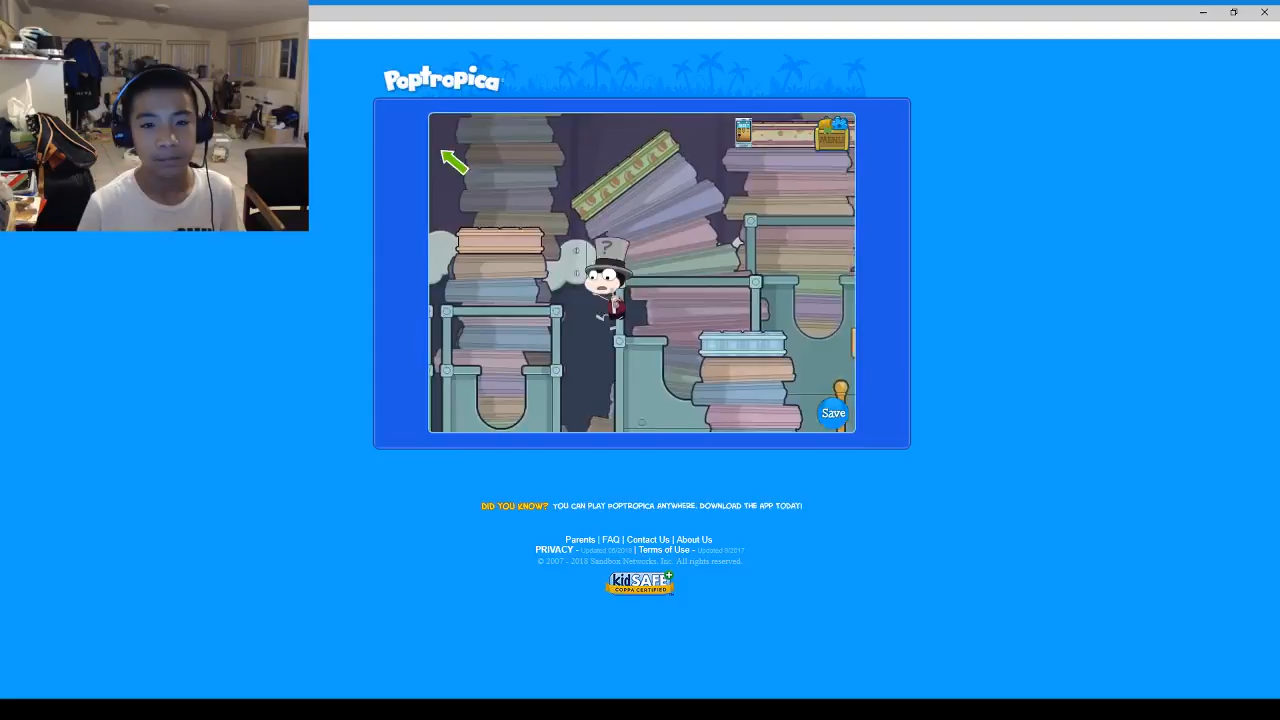 Poptropica
?
Save
DID YOU KNOW? YOU CAN PLAY POPTROPICA ANYWHERE. DOWNLOAD THE APP TODAY!
Parents | FAQ | Contact Us | About Us
PRIVACY - Updated 05/2018 | Terms of Use - Updated 8/2017
© 2007 - 2018 Sandbox Networks, Inc. All rights reserved.
kidSAFE
COPPA CERTIFIED